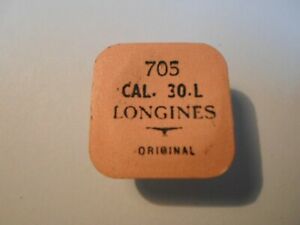 705
CAL. 30.L
LONGINES
ORIGINAL